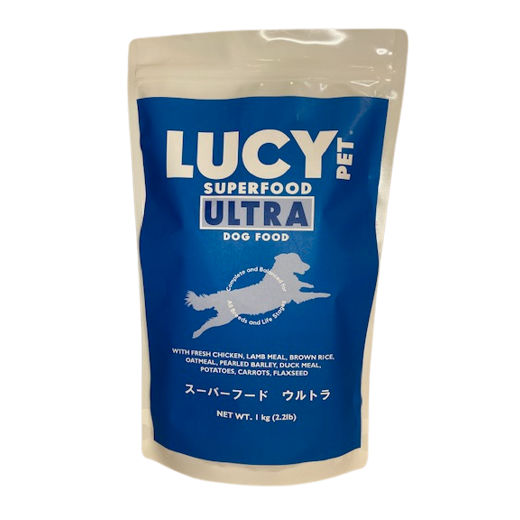 LUCY
PET
SUPERFOOD
ULTRA
DOG FOOD
Complete and Balanced for
All Breeds and Life Stages
WITH FRESH CHICKEN, LAMB MEAL, BROWN RICE,
OATMEAL, PEARLED BARLEY, DUCK MEAL,
POTATOES, CARROTS, FLAXSEED
スーパーフード ウルトラ
NET WT. 1 kg (2.2lb)